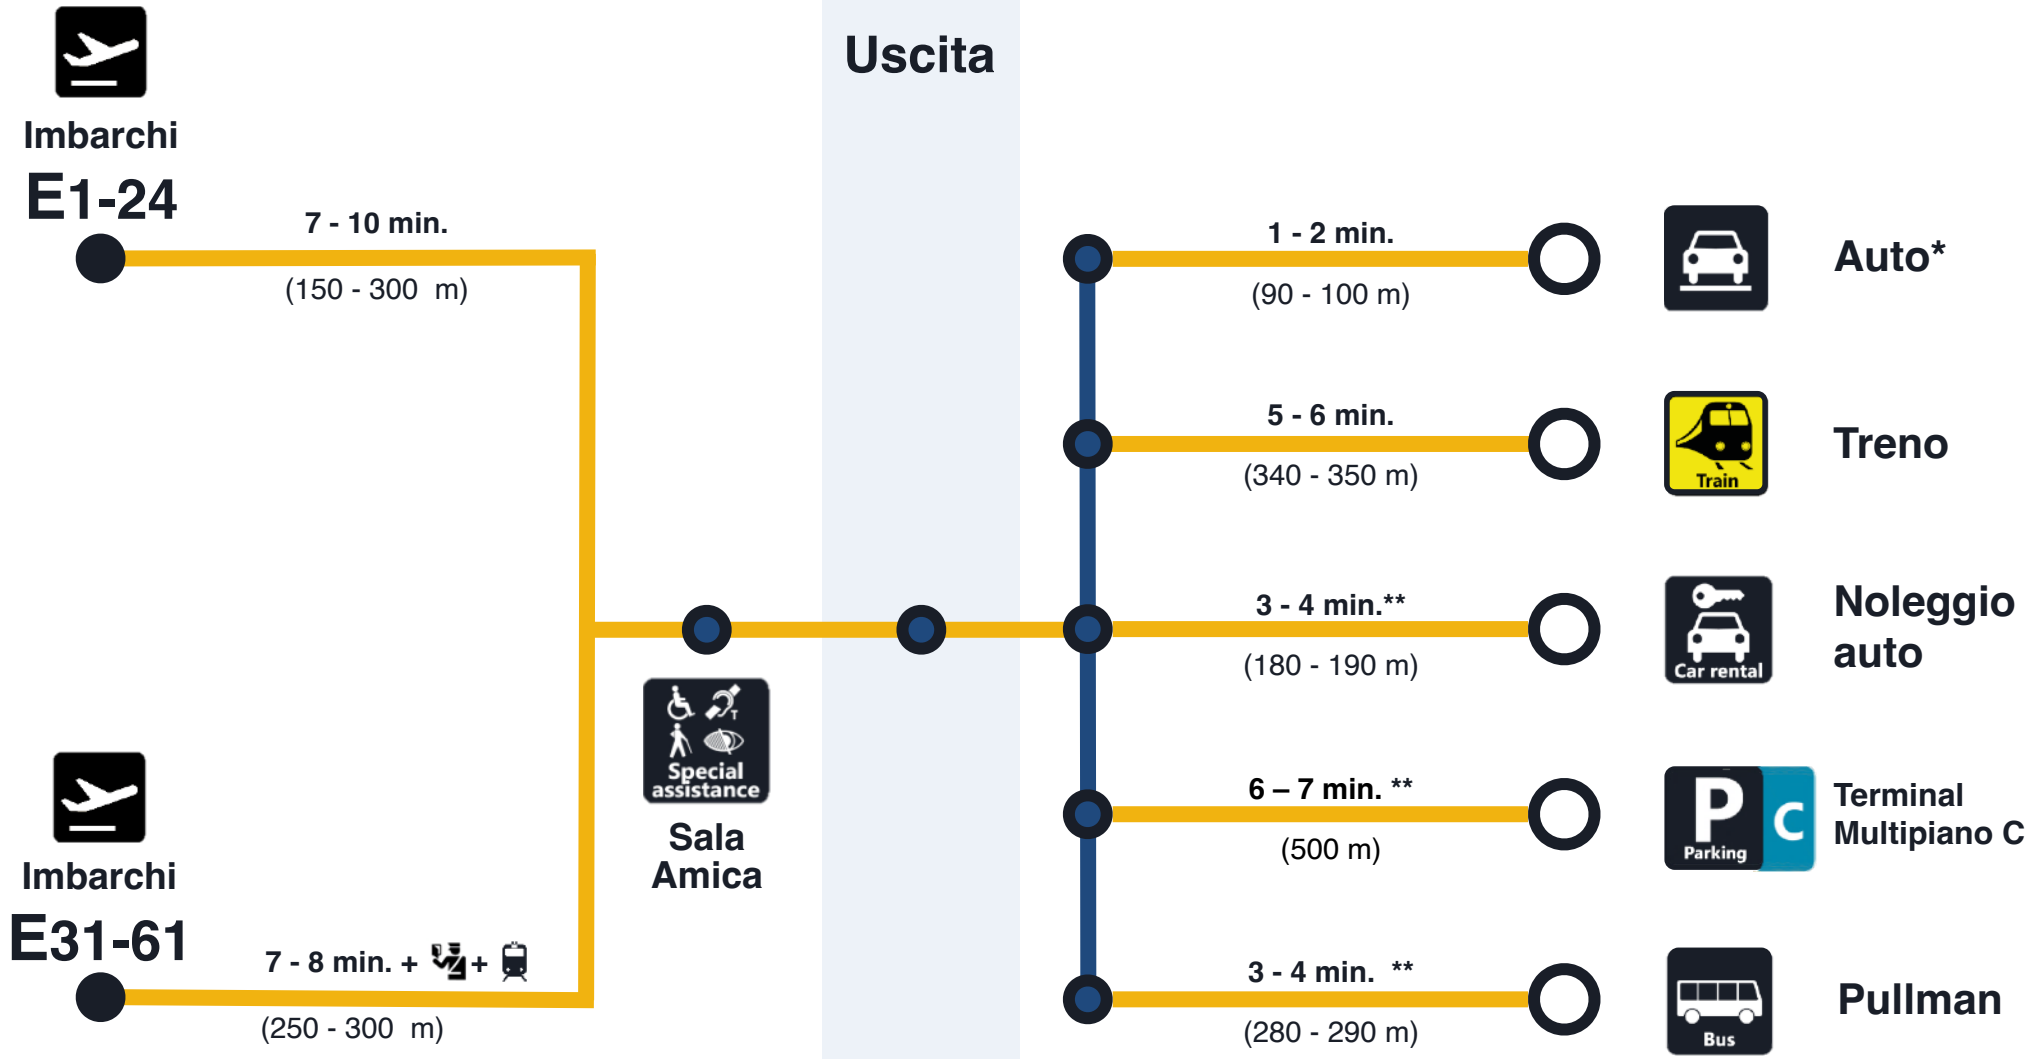 Uscita
Imbarchi
E1-24
7 - 10 min.
(150 - 300 m)
1 - 2 min.
(90 - 100 m)
Auto*
5 - 6 min.
(340 - 350 m)
Train
Treno
3 - 4 min.**
(180 - 190 m)
Car rental
Noleggio
auto
T
Special
assistance
Sala
Amica
6 – 7 min. **
(500 m)
P C
Parking
Terminal
Multipiano C
Imbarchi
E31-61
7 - 8 min. + +
(250 - 300 m)
3 - 4 min. **
(280 - 290 m)
Bus
Pullman